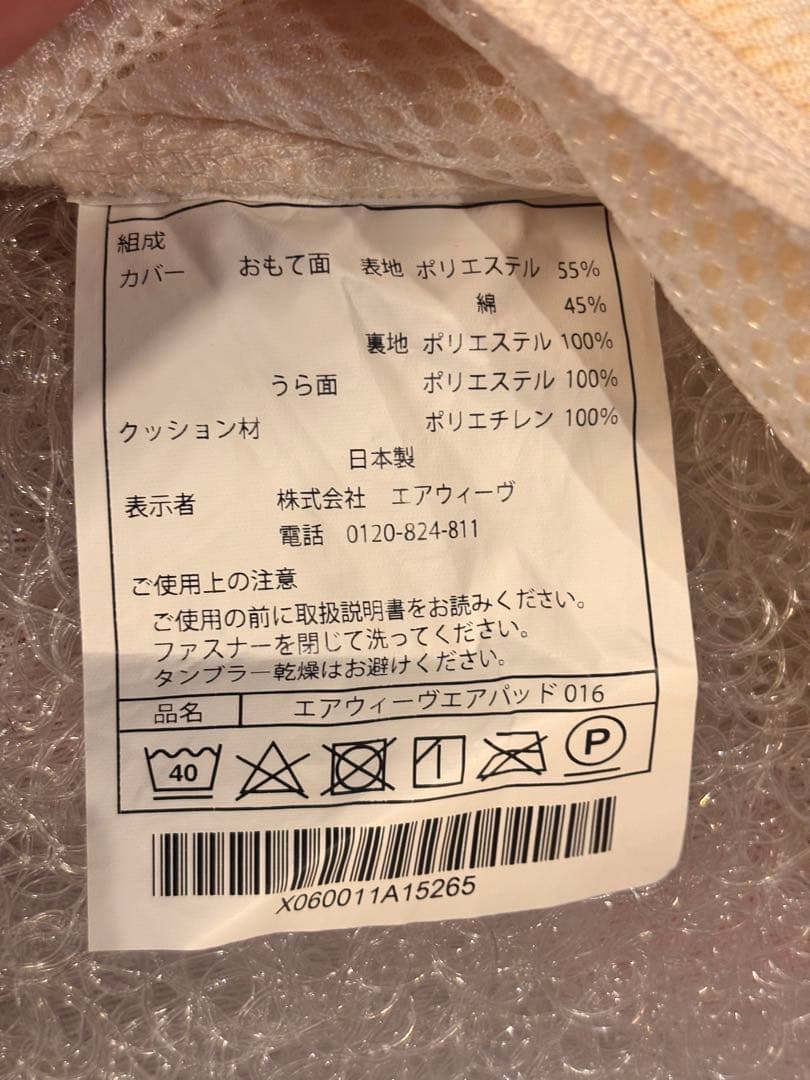 組成
カバー おもて面 表地 ポリエステル 55%
綿 45%
裏地 ポリエステル 100%
うら面 ポリエステル 100%
クッション材 ポリエチレン 100%
日本製
表示者 株式会社 エアウィーヴ
電話 0120-824-811
ご使用上の注意
ご使用の前に取扱説明書をお読みください。
ファスナーを閉じて洗ってください。
タンブラー乾燥はお避けください。
品名 エアウィーヴエアパッド 016
40 P
X060011A15265